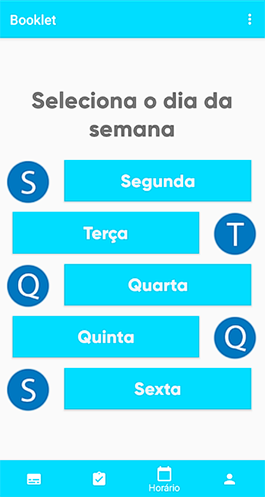 Booklet
Seleciona o dia da
semana
S Segunda
Terça T
Q Quarta
Quinta Q
S Sexta
Horário